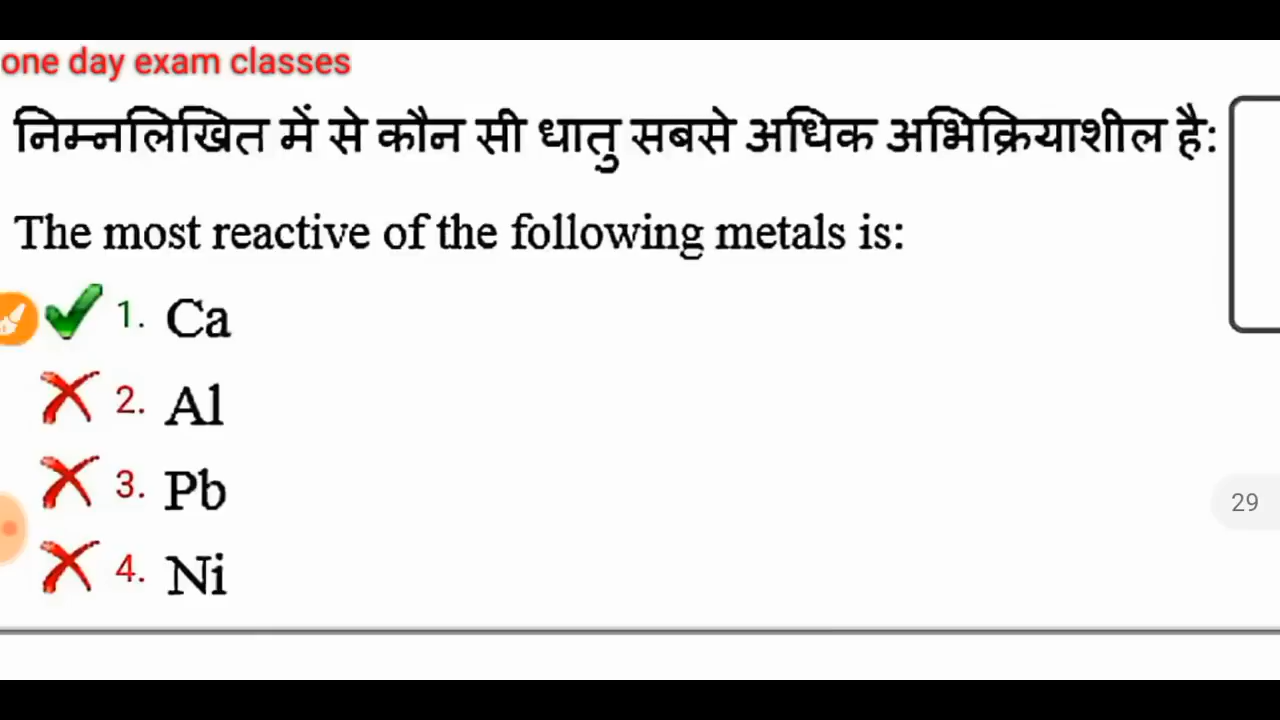 one day exam classes
निम्नलिखित में से कौन सी धातु सबसे अधिक अभिक्रियाशील है:
The most reactive of the following metals is:
1. Ca
2. Al
3. Pb
29
4. Ni